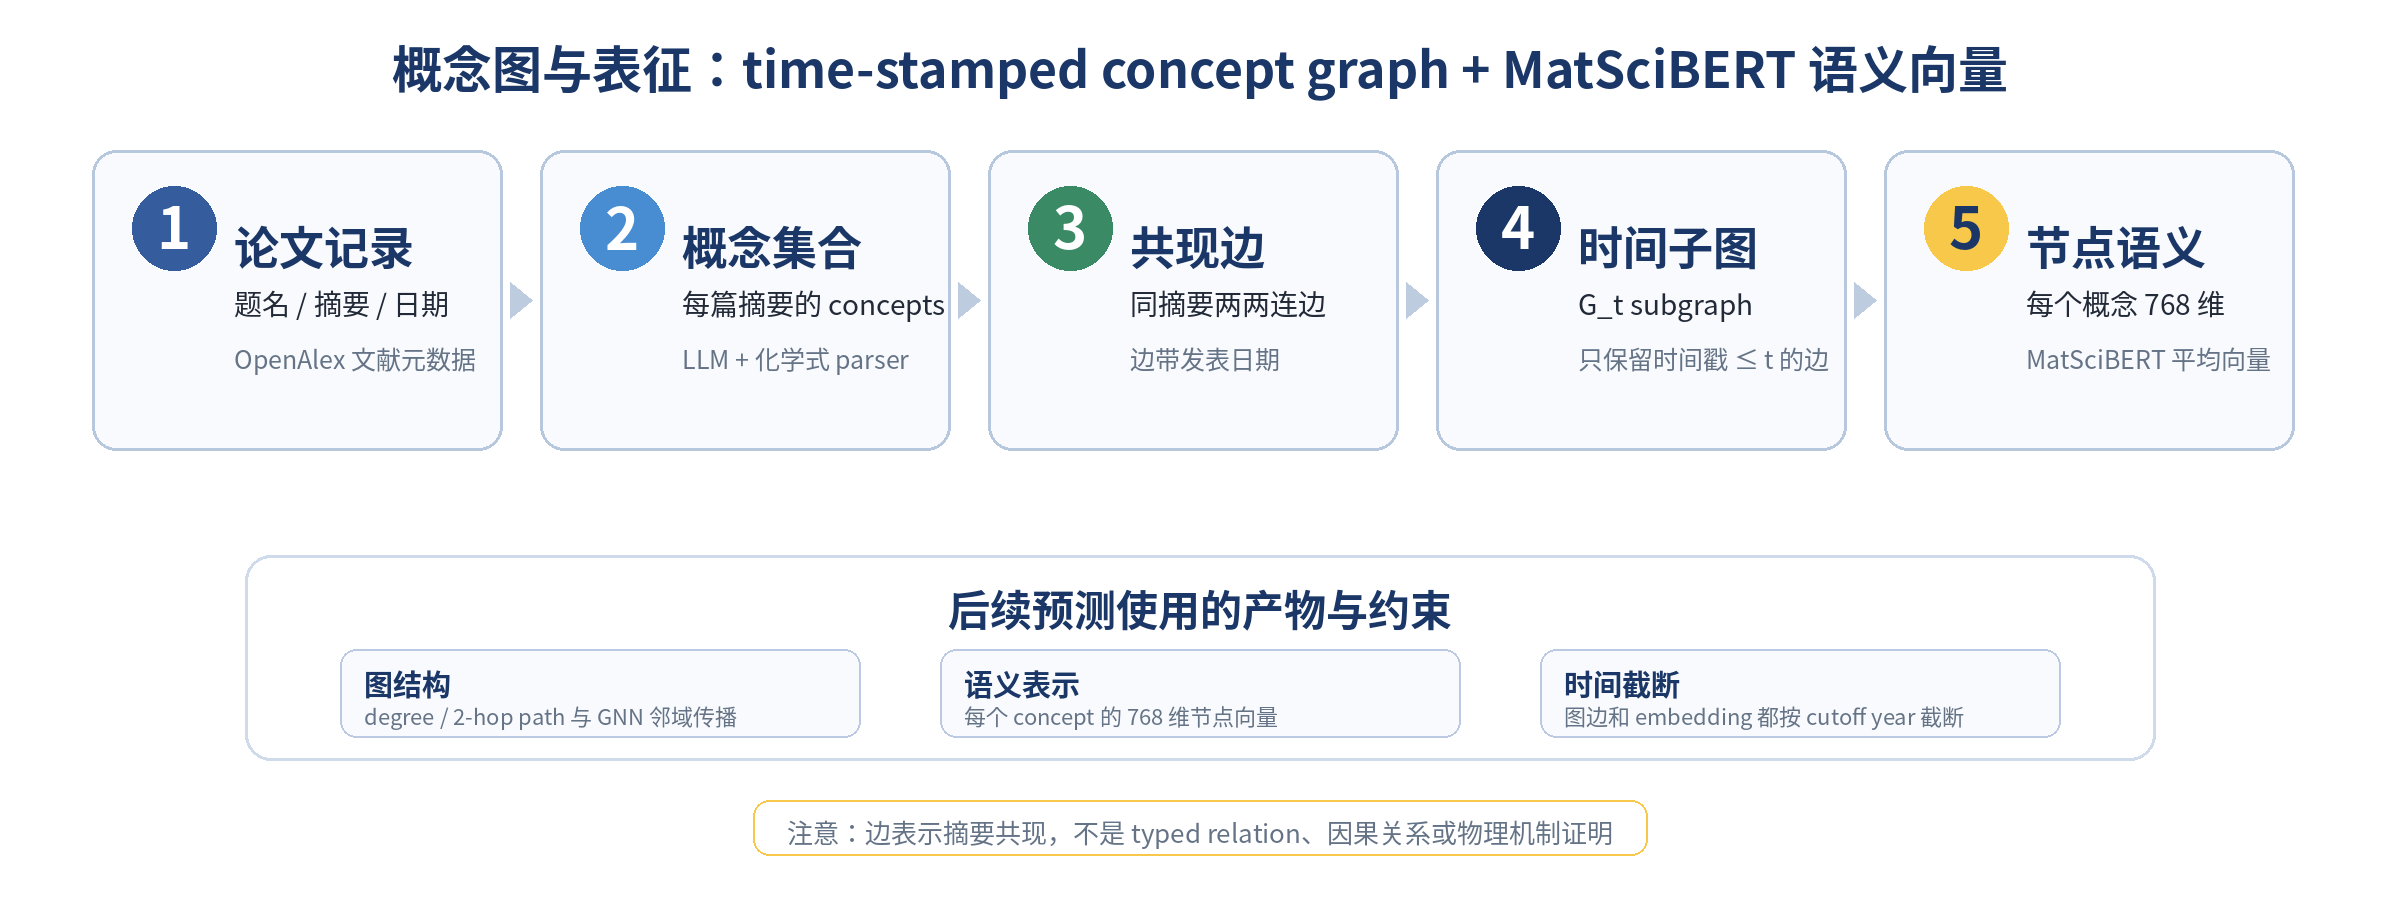 概念图与表征：time-stamped concept graph + MatSciBERT 语义向量
1
论文记录
题名 / 摘要 / 日期
OpenAlex 文献元数据
2
概念集合
每篇摘要的 concepts
LLM + 化学式 parser
3
共现边
同摘要两两连边
边带发表日期
4
时间子图
G_t subgraph
只保留时间戳 ≤ t 的边
5
节点语义
每个概念 768 维
MatSciBERT 平均向量
后续预测使用的产物与约束
图结构
degree / 2-hop path 与 GNN 邻域传播
语义表示
每个 concept 的 768 维节点向量
时间截断
图边和 embedding 都按 cutoff year 截断
注意：边表示摘要共现，不是 typed relation、因果关系或物理机制证明